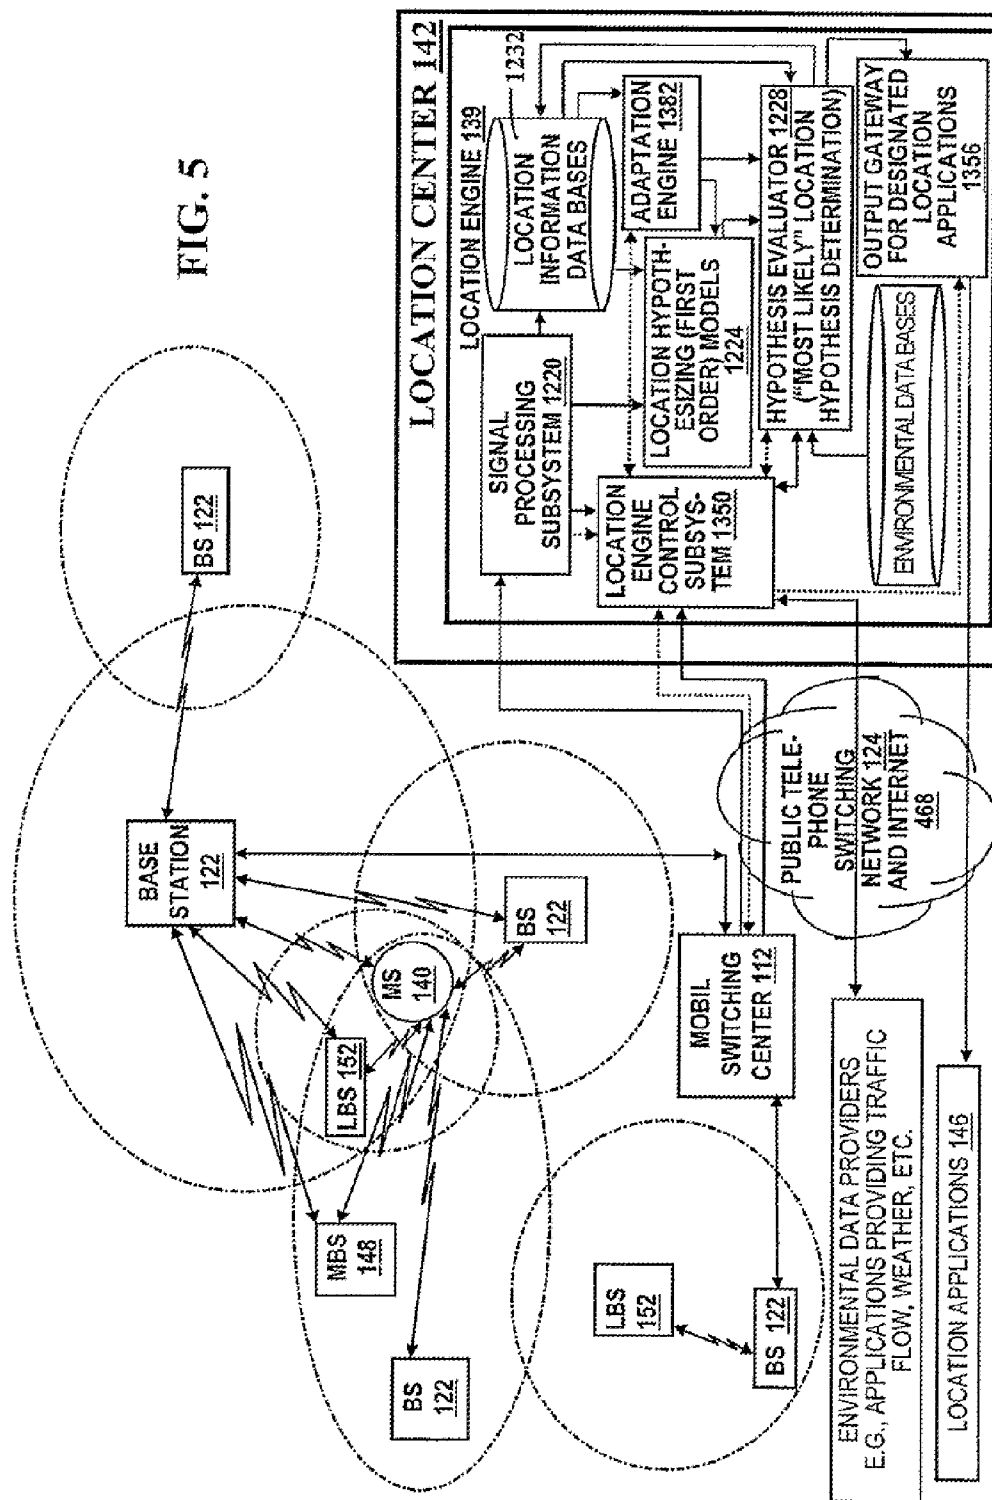 FIG. 5
BS 122
BASE
STATION
122
MS
140
BS
122
LBS 152
MBS
148
BS
122
LBS
152
BS 122
MOBIL
SWITCHING
CENTER 112
PUBLIC TELE-
PHONE
SWITCHING
NETWORK 124
AND INTERNET
468
ENVIRONMENTAL DATA PROVIDERS
E.G., APPLICATIONS PROVIDING TRAFFIC
FLOW, WEATHER, ETC.
LOCATION APPLICATIONS 146
LOCATION CENTER 142
LOCATION ENGINE 139
1232
SIGNAL
PROCESSING
SUBSYSTEM 1220
LOCATION
INFORMATION
DATA BASES
ADAPTATION
ENGINE 1382
LOCATION HYPOTH-
ESIZING (FIRST
ORDER) MODELS
1224
LOCATION
ENGINE
CONTROL
SUBSYS-
TEM 1350
HYPOTHESIS EVALUATOR 1228
("MOST LIKELY" LOCATION
HYPOTHESIS DETERMINATION)
ENVIRONMENTAL DATA BASES
OUTPUT GATEWAY
FOR DESIGNATED
LOCATION
APPLICATIONS
1356